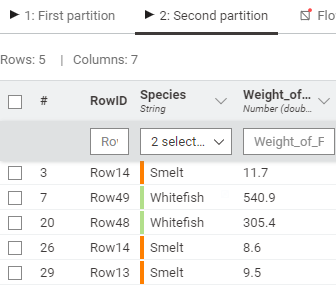 1: First partition 2: Second partition Flo
Rows: 5 | Columns: 7
# RowID Species Weight_of_...
String Number (doub...
Ro 2 select... Weight_of_F
3 Row14 Smelt 11.7
7 Row49 Whitefish 540.9
20 Row48 Whitefish 305.4
26 Row14 Smelt 8.6
29 Row13 Smelt 9.5